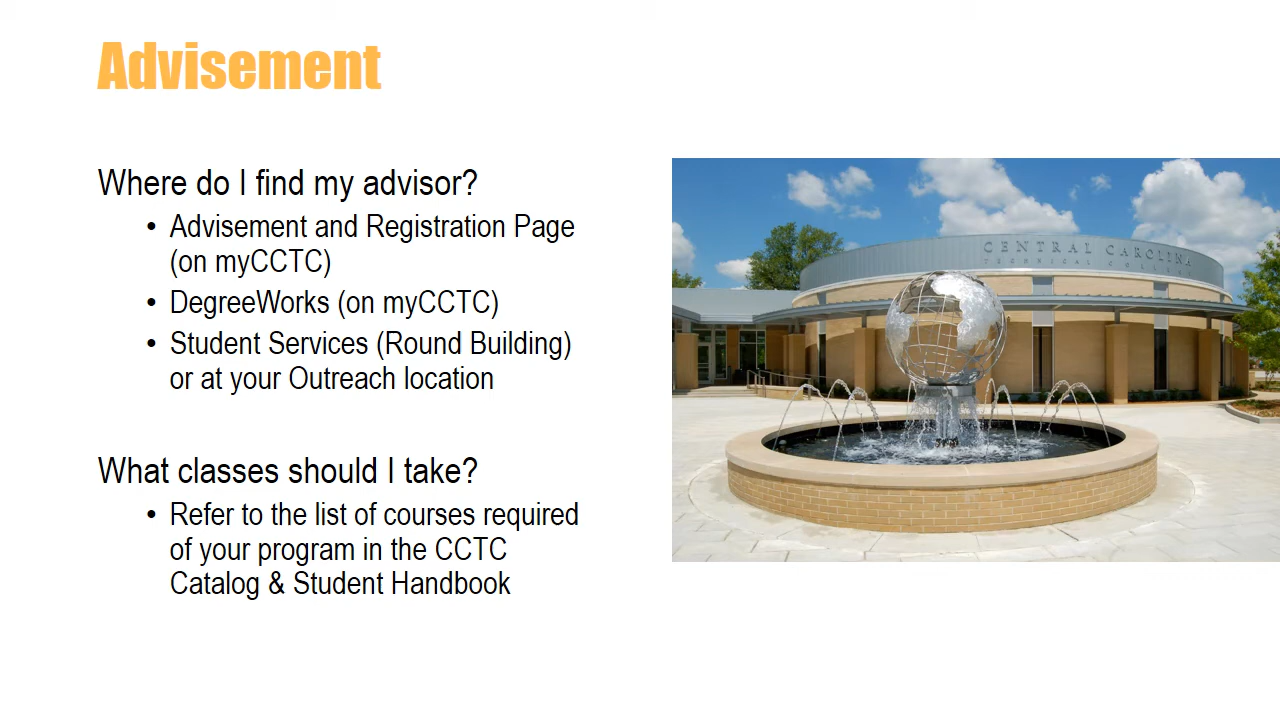 Advisement
Where do I find my advisor?
• Advisement and Registration Page
(on myCCTC)
• DegreeWorks (on myCCTC)
• Student Services (Round Building)
or at your Outreach location
What classes should I take?
• Refer to the list of courses required
of your program in the CCTC
Catalog & Student Handbook
CENTRAL CAROLINA
TECHNICAL COLLEGE